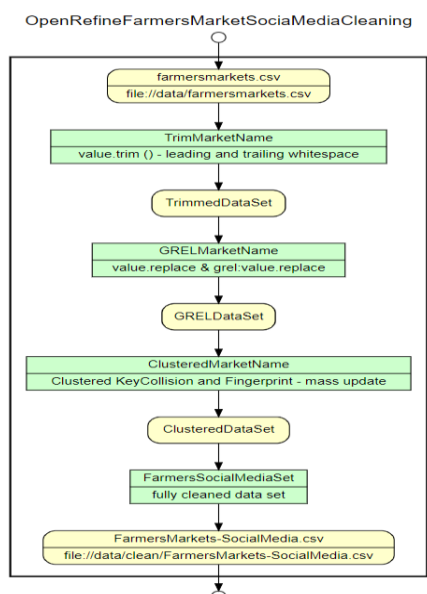 OpenRefineFarmersMarketSociaMediaCleaning
farmersmarkets.csv
file://data/farmersmarkets.csv
TrimMarketName
value.trim () - leading and trailing whitespace
TrimmedDataSet
GRELMarketName
value.replace & grel:value.replace
GRELDataSet
ClusteredMarketName
Clustered KeyCollision and Fingerprint - mass update
ClusteredDataSet
FarmersSocialMediaSet
fully cleaned data set
FarmersMarkets-SocialMedia.csv
file://data/clean/FarmersMarkets-SocialMedia.csv